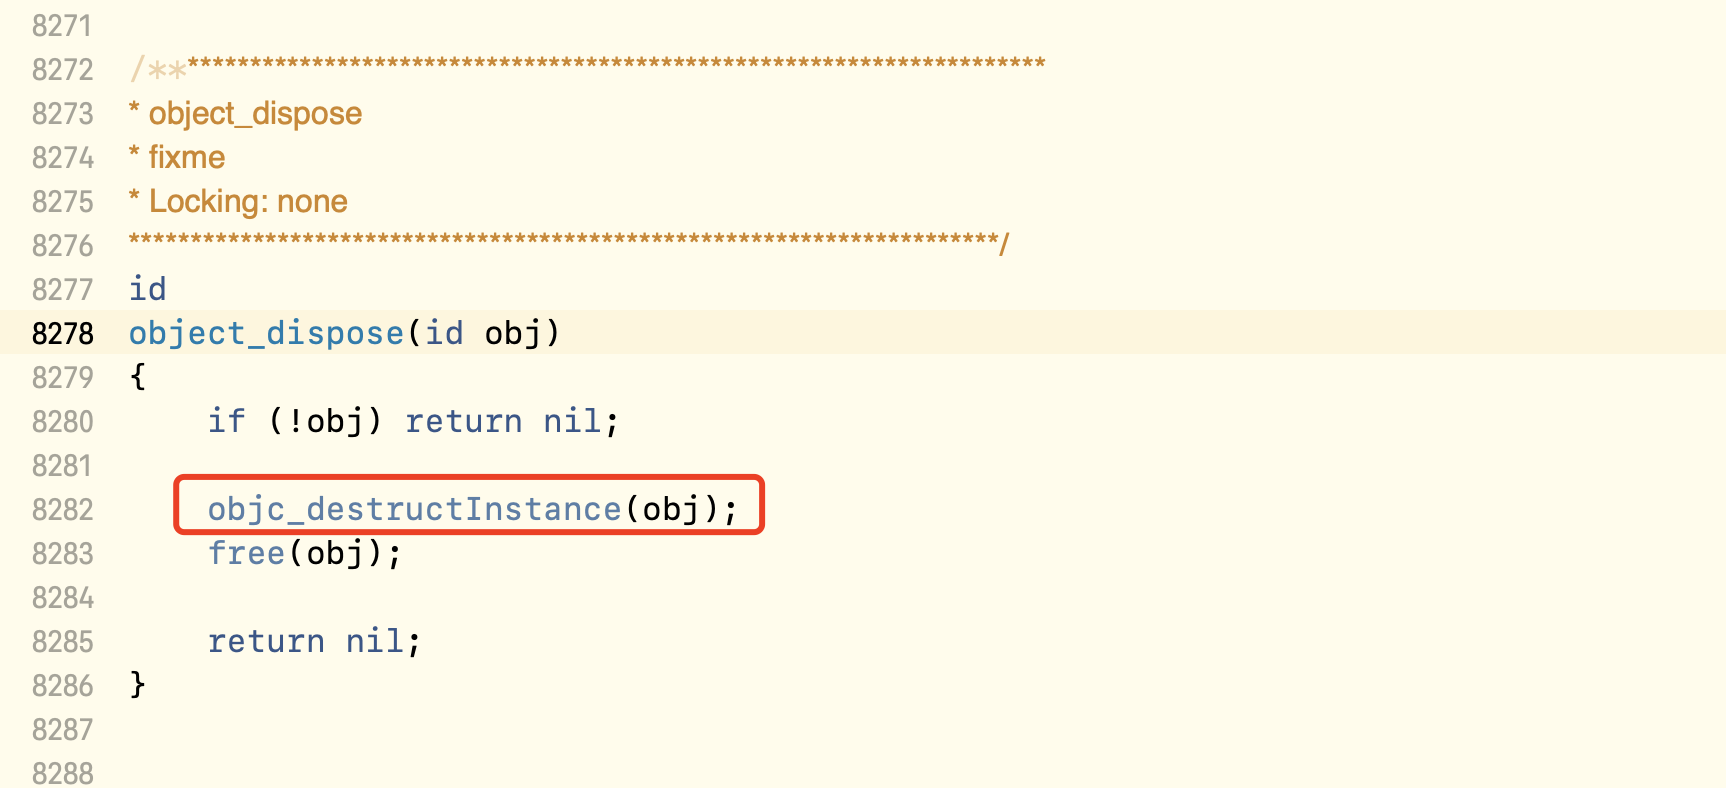 8271
8272 /**********************************************************************
8273 * object_dispose
8274 * fixme
8275 * Locking: none
8276 **********************************************************************/
8277 id
8278 object_dispose(id obj)
8279 {
8280 if (!obj) return nil;
8281
8282 objc_destructInstance(obj);
8283 free(obj);
8284
8285 return nil;
8286 }
8287
8288